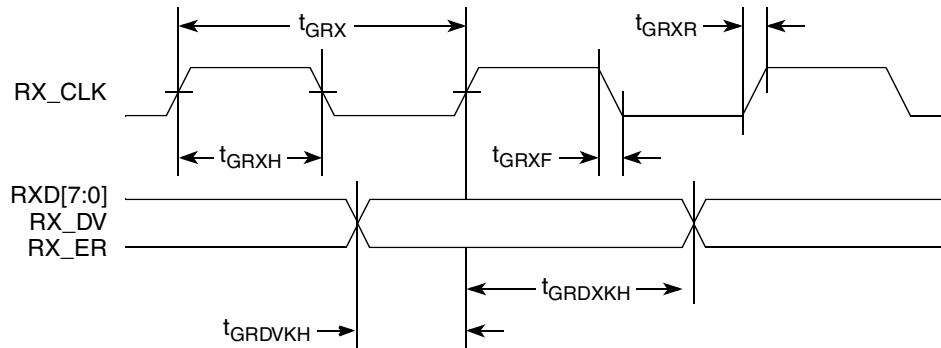 tGRX
tGRXR
RX_CLK
tGRXH
tGRXF
RXD[7:0]
RX_DV
RX_ER
tGRDXKH
tGRDVKH